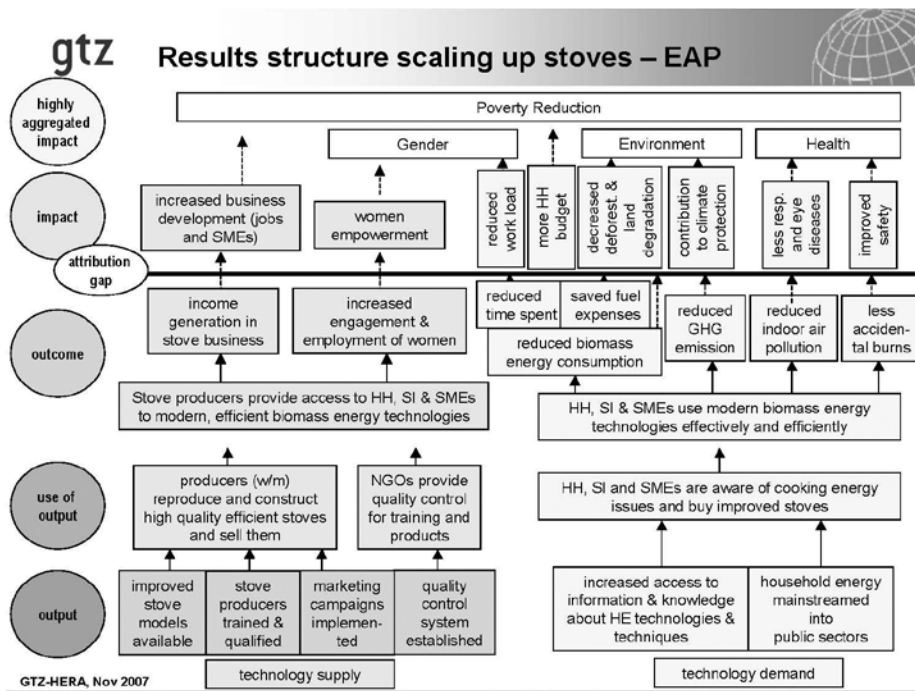 gtz
Results structure scaling up stoves – EAP
highly
aggregated
impact
Poverty Reduction
Gender
Environment
Health
impact
increased business
development (jobs
and SMEs)
women
empowerment
reduced
work load
more HH
budget
decreased
deforest. &
land
degradation
contribution
to climate
protection
less resp.
and eye
diseases
improved
safety
attribution
gap
outcome
income
generation in
stove business
increased
engagement &
employment of women
reduced
time spent
saved fuel
expenses
reduced biomass
energy consumption
reduced
GHG
emission
reduced
indoor air
pollution
less
acciden-
tal burns
Stove producers provide access to HH, SI & SMEs
to modern, efficient biomass energy technologies
HH, SI & SMEs use modern biomass energy
technologies effectively and efficiently
use of
output
producers (w/m)
reproduce and construct
high quality efficient stoves
and sell them
NGOs provide
quality control
for training and
products
HH, SI and SMEs are aware of cooking energy
issues and buy improved stoves
output
improved
stove
models
available
stove
producers
trained &
qualified
marketing
campaigns
implemen-
ted
quality
control
system
established
increased access to
information & knowledge
about HE technologies &
techniques
household energy
mainstreamed
into
public sectors
technology supply
technology demand
GTZ-HERA, Nov 2007